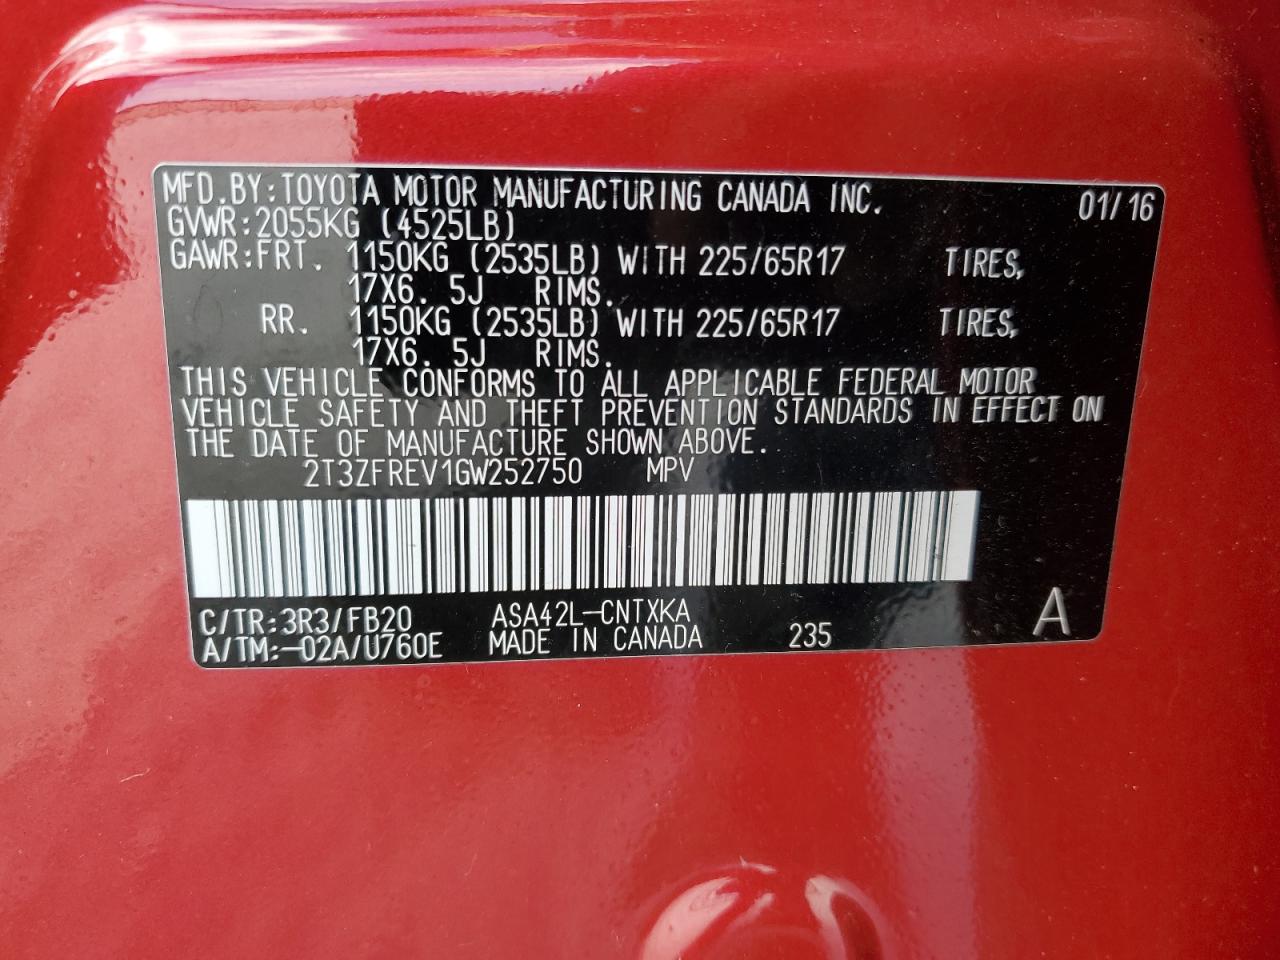 MFD.BY:TOYOTA MOTOR MANUFACTURING CANADA INC. 01/16
GVWR:2055KG (4525LB)
GAWR:FRT. 1150KG (2535LB) WITH 225/65R17 TIRES,
17X6. 5J RIMS.
RR. 1150KG (2535LB) WITH 225/65R17 TIRES,
17X6. 5J RIMS.
THIS VEHICLE CONFORMS TO ALL APPLICABLE FEDERAL MOTOR
VEHICLE SAFETY AND THEFT PREVENTION STANDARDS IN EFFECT ON
THE DATE OF MANUFACTURE SHOWN ABOVE.
2T3ZFREV1GW252750 MPV
C/TR:3R3/FB20 ASA42L-CNTXKA A
A/TM:-02A/U760E MADE IN CANADA 235